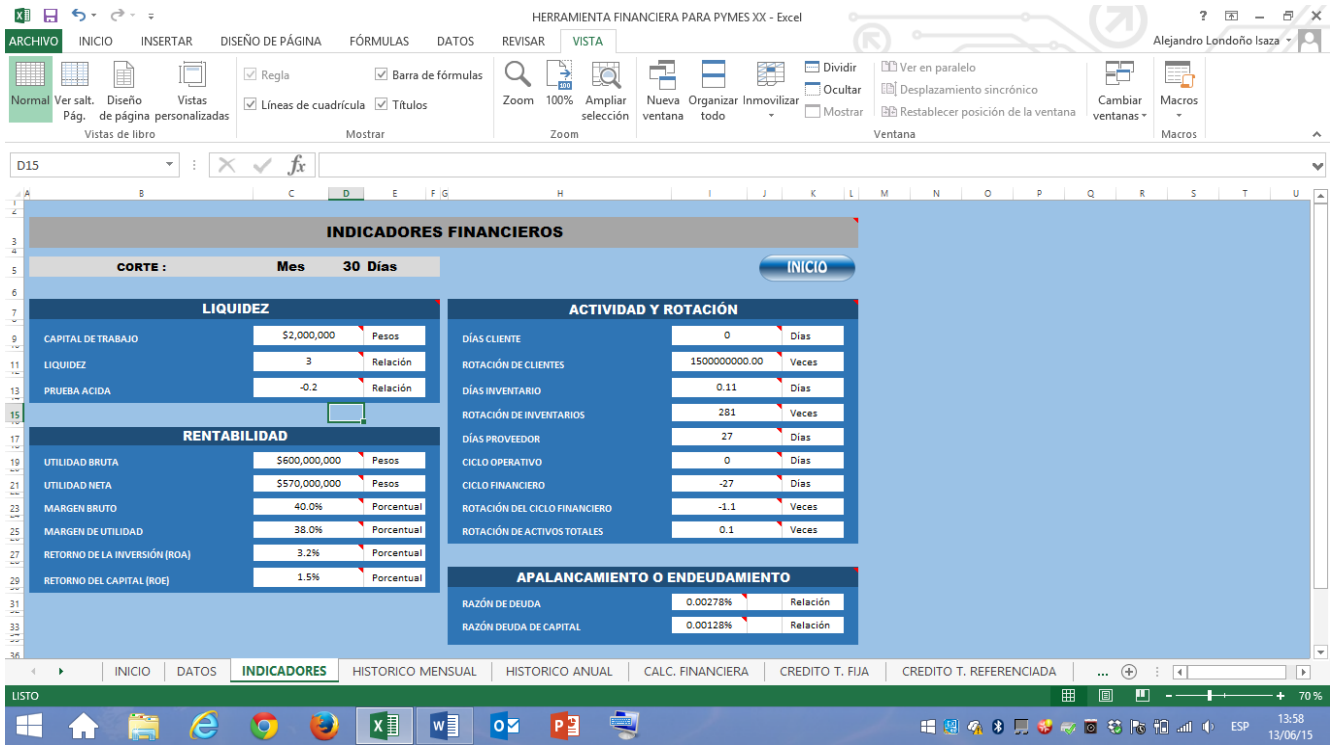 HERRAMIENTA FINANCIERA PARA PYMES XX - Excel
ARCHIVO INICIO INSERTAR DISEÑO DE PÁGINA FÓRMULAS DATOS REVISAR VISTA Alejandro Londoño Isaza
Normal Ver salt. Pág. Diseño de página Vistas personalizadas
Vistas de libro
Regla Barra de fórmulas
Líneas de cuadrícula Títulos
Mostrar
Zoom 100% Ampliar selección
Zoom
Nueva ventana Organizar todo Inmovilizar
Dividir
Ocultar
Mostrar
Ver en paralelo
Desplazamiento sincrónico
Restablecer posición de la ventana
Cambiar ventanas
Ventana
Macros
Macros
D15 fx
A B C D E F G H I J K L M N O P Q R S T U
INDICADORES FINANCIEROS
CORTE : Mes 30 Días
INICIO
LIQUIDEZ
CAPITAL DE TRABAJO $2,000,000 Pesos
LIQUIDEZ 3 Relación
PRUEBA ACIDA -0.2 Relación
RENTABILIDAD
UTILIDAD BRUTA $600,000,000 Pesos
UTILIDAD NETA $570,000,000 Pesos
MARGEN BRUTO 40.0% Porcentual
MARGEN DE UTILIDAD 38.0% Porcentual
RETORNO DE LA INVERSIÓN (ROA) 3.2% Porcentual
RETORNO DEL CAPITAL (ROE) 1.5% Porcentual
ACTIVIDAD Y ROTACIÓN
DÍAS CLIENTE 0 Días
ROTACIÓN DE CLIENTES 1500000000.00 Veces
DÍAS INVENTARIO 0.11 Días
ROTACIÓN DE INVENTARIOS 281 Veces
DÍAS PROVEEDOR 27 Días
CICLO OPERATIVO 0 Días
CICLO FINANCIERO -27 Días
ROTACIÓN DEL CICLO FINANCIERO -1.1 Veces
ROTACIÓN DE ACTIVOS TOTALES 0.1 Veces
APALANCAMIENTO O ENDEUDAMIENTO
RAZÓN DE DEUDA 0.00278% Relación
RAZÓN DEUDA DE CAPITAL 0.00128% Relación
INICIO DATOS INDICADORES HISTORICO MENSUAL HISTORICO ANUAL CALC. FINANCIERA CREDITO T. FIJA CREDITO T. REFERENCIADA ...
LISTO 70 %
ESP 13:58
13/06/15